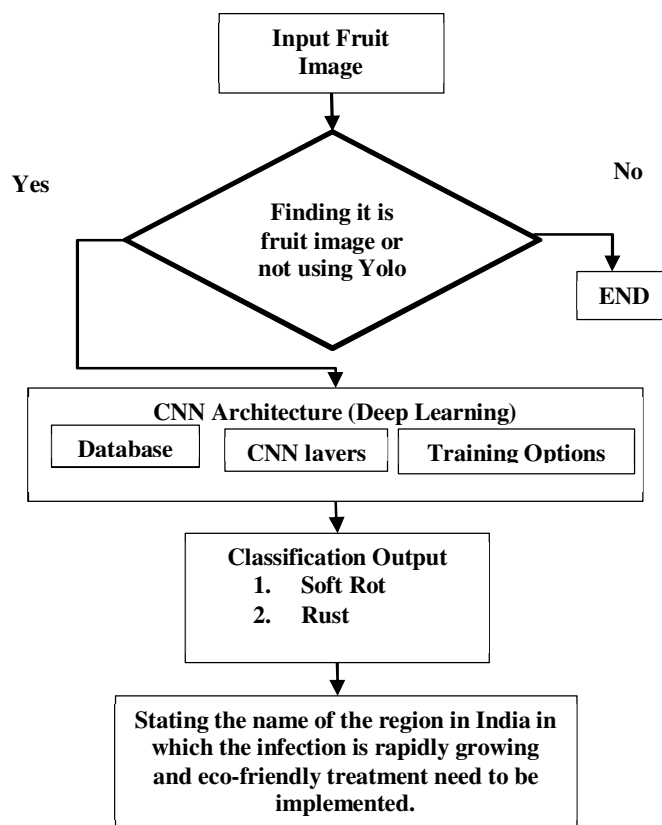 Input Fruit
Image
Yes
No
Finding it is
fruit image or
not using Yolo
END
CNN Architecture (Deep Learning)
Database
CNN layers
Training Options
Classification Output
1. Soft Rot
2. Rust
Stating the name of the region in India in
which the infection is rapidly growing
and eco-friendly treatment need to be
implemented.